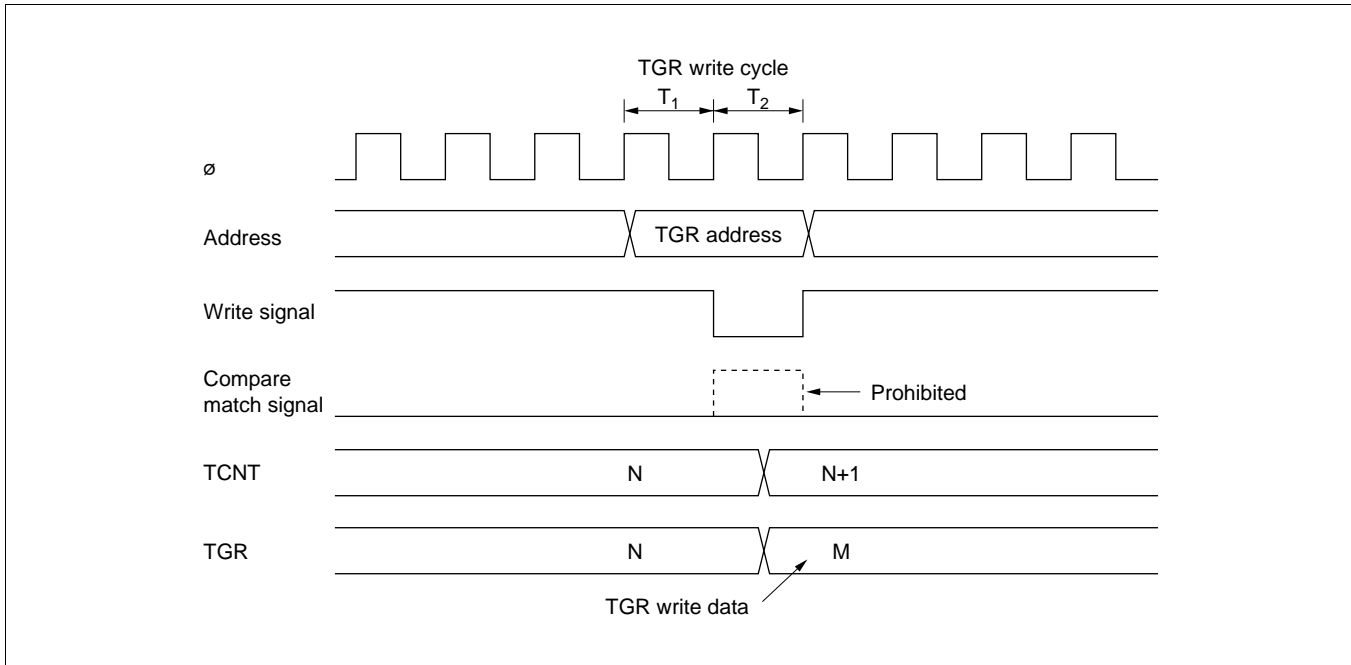 TGR write cycle
T₁ T₂
ø
Address TGR address
Write signal
Compare
match signal Prohibited
TCNT N N+1
TGR N M
TGR write data